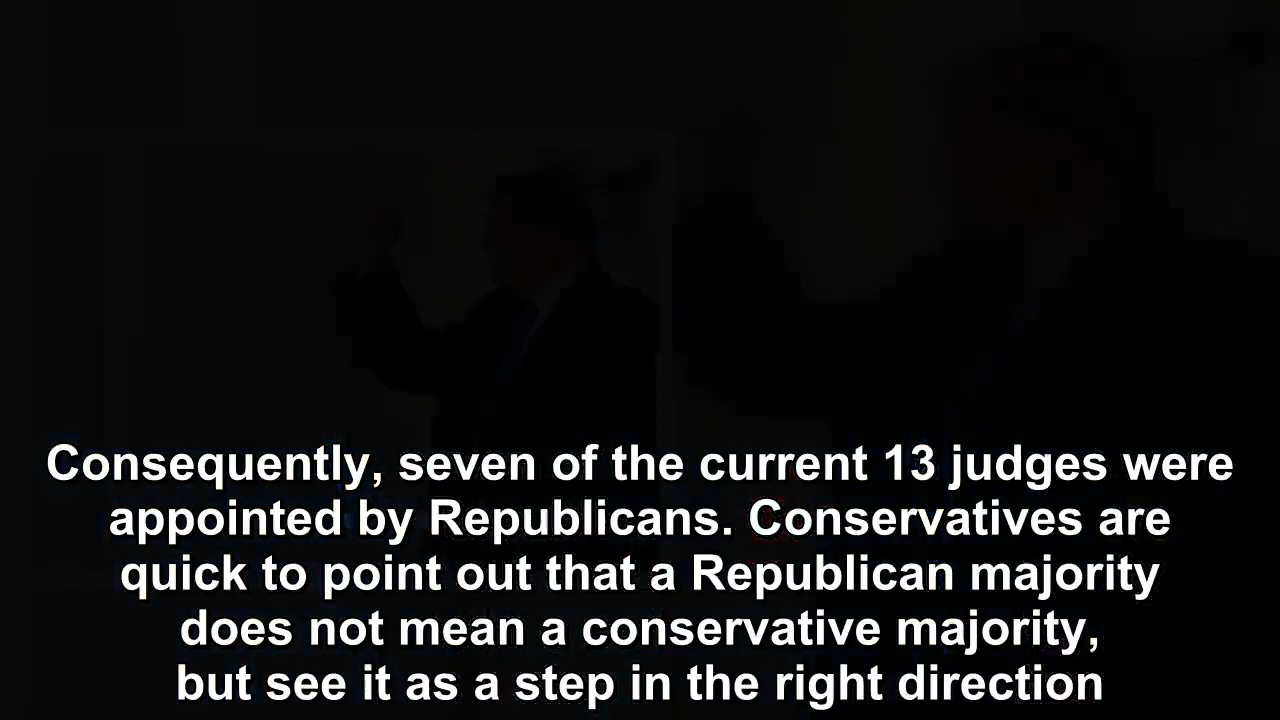 Consequently, seven of the current 13 judges were
appointed by Republicans. Conservatives are
quick to point out that a Republican majority
does not mean a conservative majority,
but see it as a step in the right direction